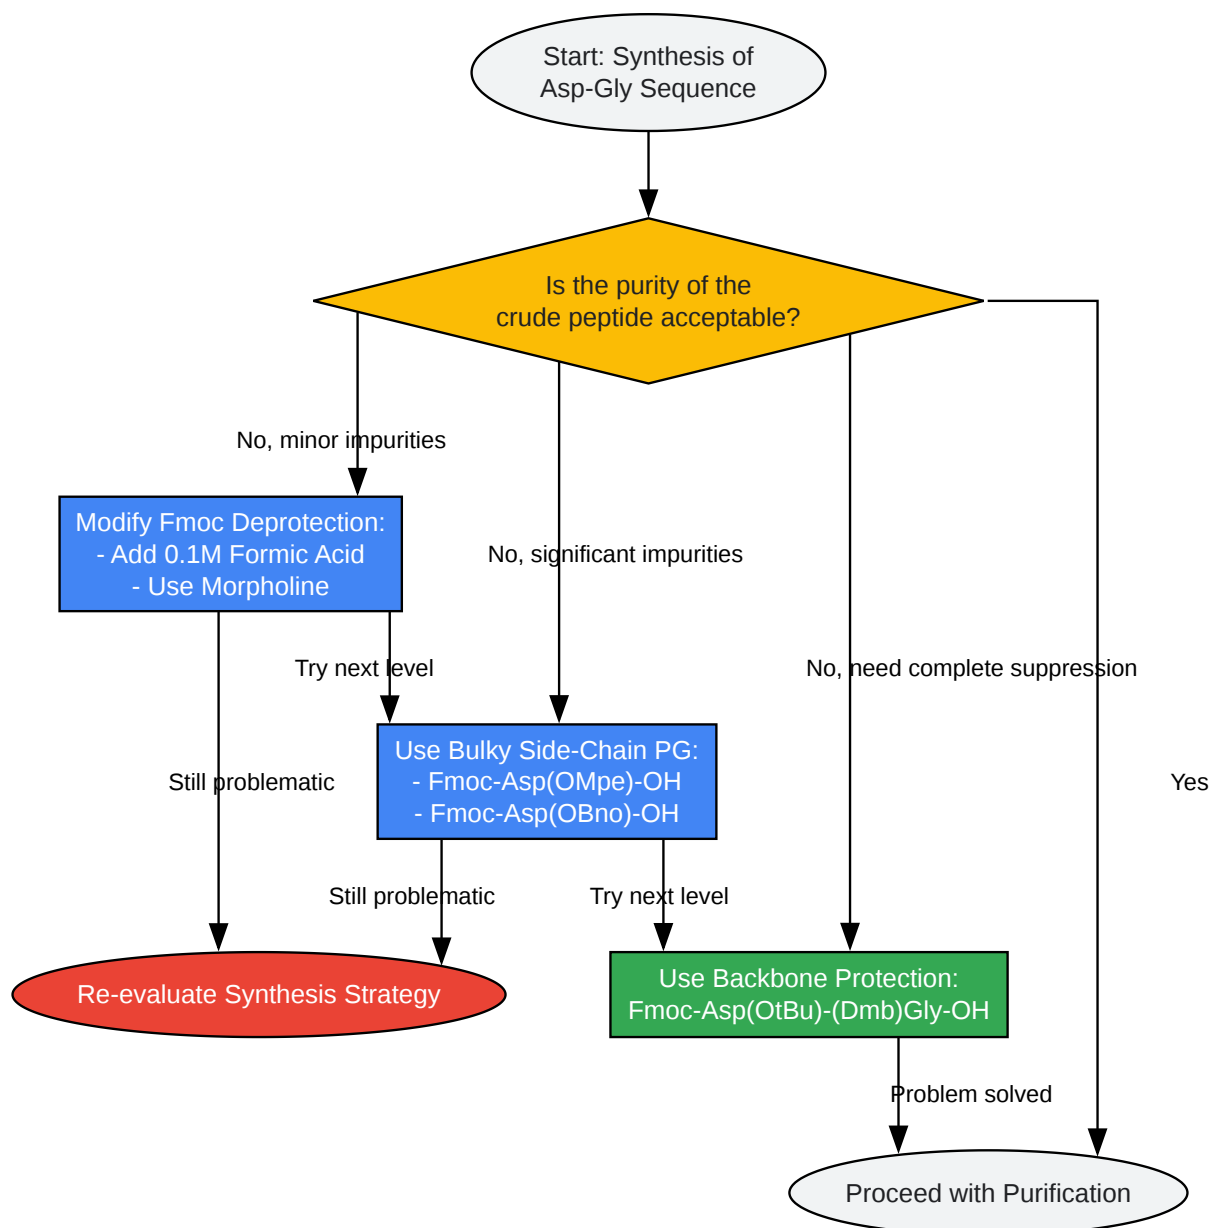 Start: Synthesis of
Asp-Gly Sequence
Is the purity of the
crude peptide acceptable?
No, minor impurities
Modify Fmoc Deprotection:
- Add 0.1M Formic Acid
- Use Morpholine
No, significant impurities
Try next level
No, need complete suppression
Use Bulky Side-Chain PG:
- Fmoc-Asp(OMpe)-OH
- Fmoc-Asp(OBno)-OH
Still problematic
Yes
Still problematic
Try next level
Re-evaluate Synthesis Strategy
Use Backbone Protection:
Fmoc-Asp(OtBu)-(Dmb)Gly-OH
Problem solved
Proceed with Purification